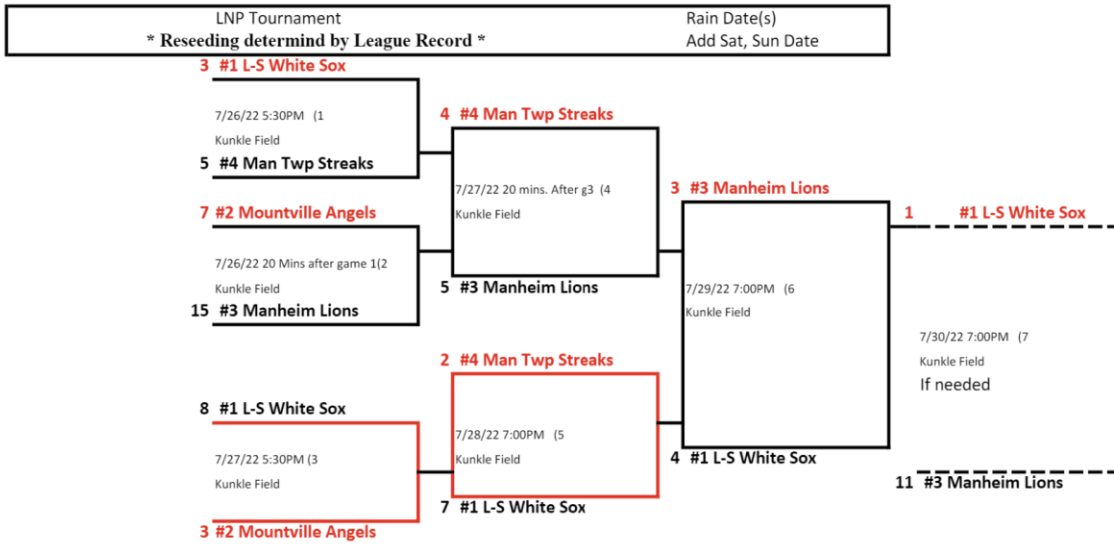 LNP Tournament
Rain Date(s)
* Reseeding determind by League Record *
Add Sat, Sun Date
3 #1 L-S White Sox
7/26/22 5:30PM (1
Kunkle Field
5 #4 Man Twp Streaks
7 #2 Mountville Angels
7/26/22 20 Mins after game 1(2
Kunkle Field
15 #3 Manheim Lions
8 #1 L-S White Sox
7/27/22 5:30PM (3
Kunkle Field
3 #2 Mountville Angels
4 #4 Man Twp Streaks
7/27/22 20 mins. After g3 (4
Kunkle Field
5 #3 Manheim Lions
2 #4 Man Twp Streaks
7/28/22 7:00PM (5
Kunkle Field
7 #1 L-S White Sox
3 #3 Manheim Lions
7/29/22 7:00PM (6
Kunkle Field
4 #1 L-S White Sox
1 #1 L-S White Sox
7/30/22 7:00PM (7
Kunkle Field
If needed
11 #3 Manheim Lions